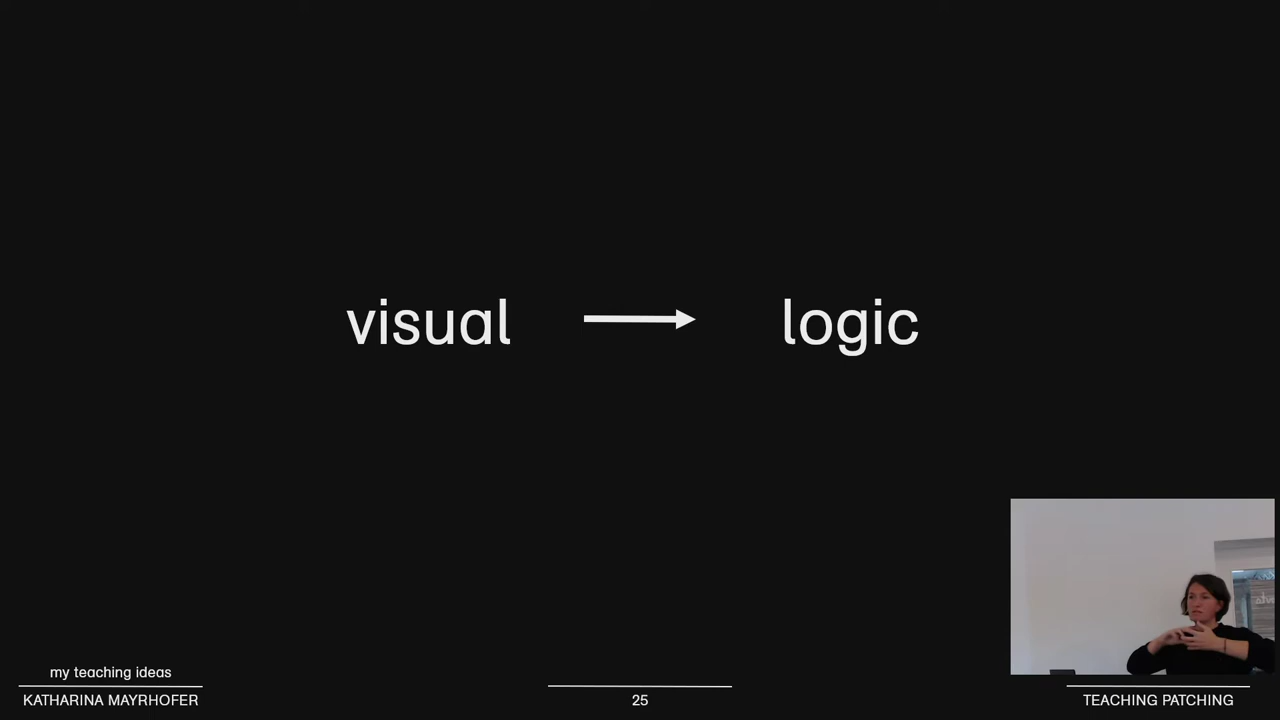 visual → logic
my teaching ideas
KATHARINA MAYRHOFER
25
TEACHING PATCHING